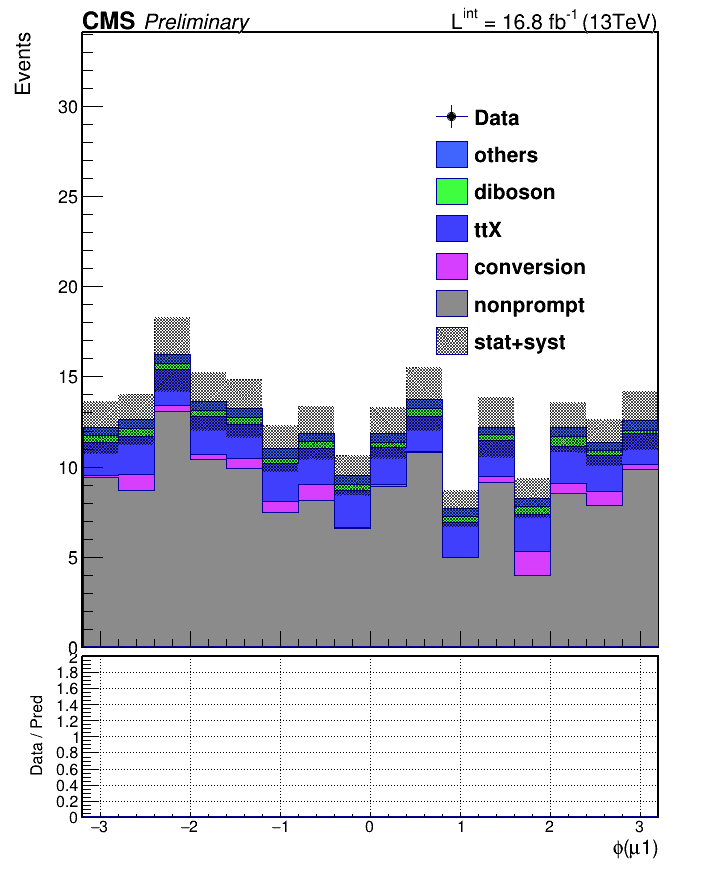 CMS Preliminary
L^int = 16.8 fb^-1 (13TeV)
Events
30
25
20
15
10
5
0
Data
others
diboson
ttX
conversion
nonprompt
stat+syst
Data / Pred
2
1.8
1.6
1.4
1.2
1
0.8
0.6
0.4
0.2
0
−3 −2 −1 0 1 2 3
ϕ(μ1)